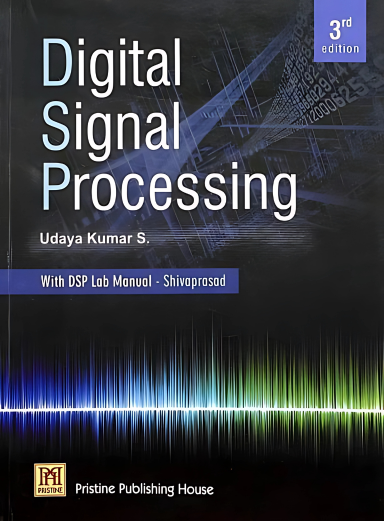 3rd
edition
Digital
Signal
Processing
Udaya Kumar S.
With DSP Lab Manual - Shivaprasad
PRISTINE
Pristine Publishing House